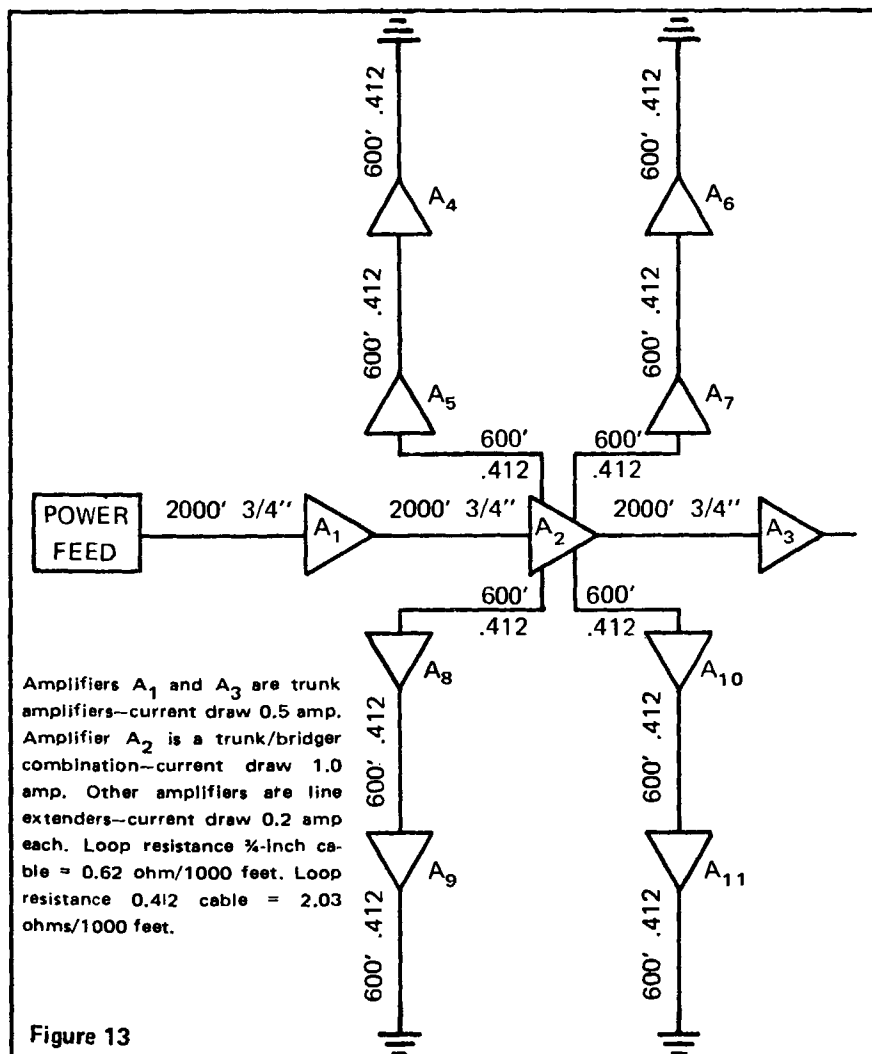 600' .412
600' .412
A4
A6
600' .412
600' .412
A5
A7
600'
.412
600'
.412
POWER
FEED
2000' 3/4"
A1
2000' 3/4"
A2
2000' 3/4"
A3
600'
.412
600'
.412
A8
A10
Amplifiers A1 and A3 are trunk
amplifiers—current draw 0.5 amp.
Amplifier A2 is a trunk/bridger
combination—current draw 1.0
amp. Other amplifiers are line
extenders—current draw 0.2 amp
each. Loop resistance ¾-inch ca-
ble = 0.62 ohm/1000 feet. Loop
resistance 0.412 cable = 2.03
ohms/1000 feet.
600' .412
600' .412
A9
A11
600' .412
600' .412
Figure 13